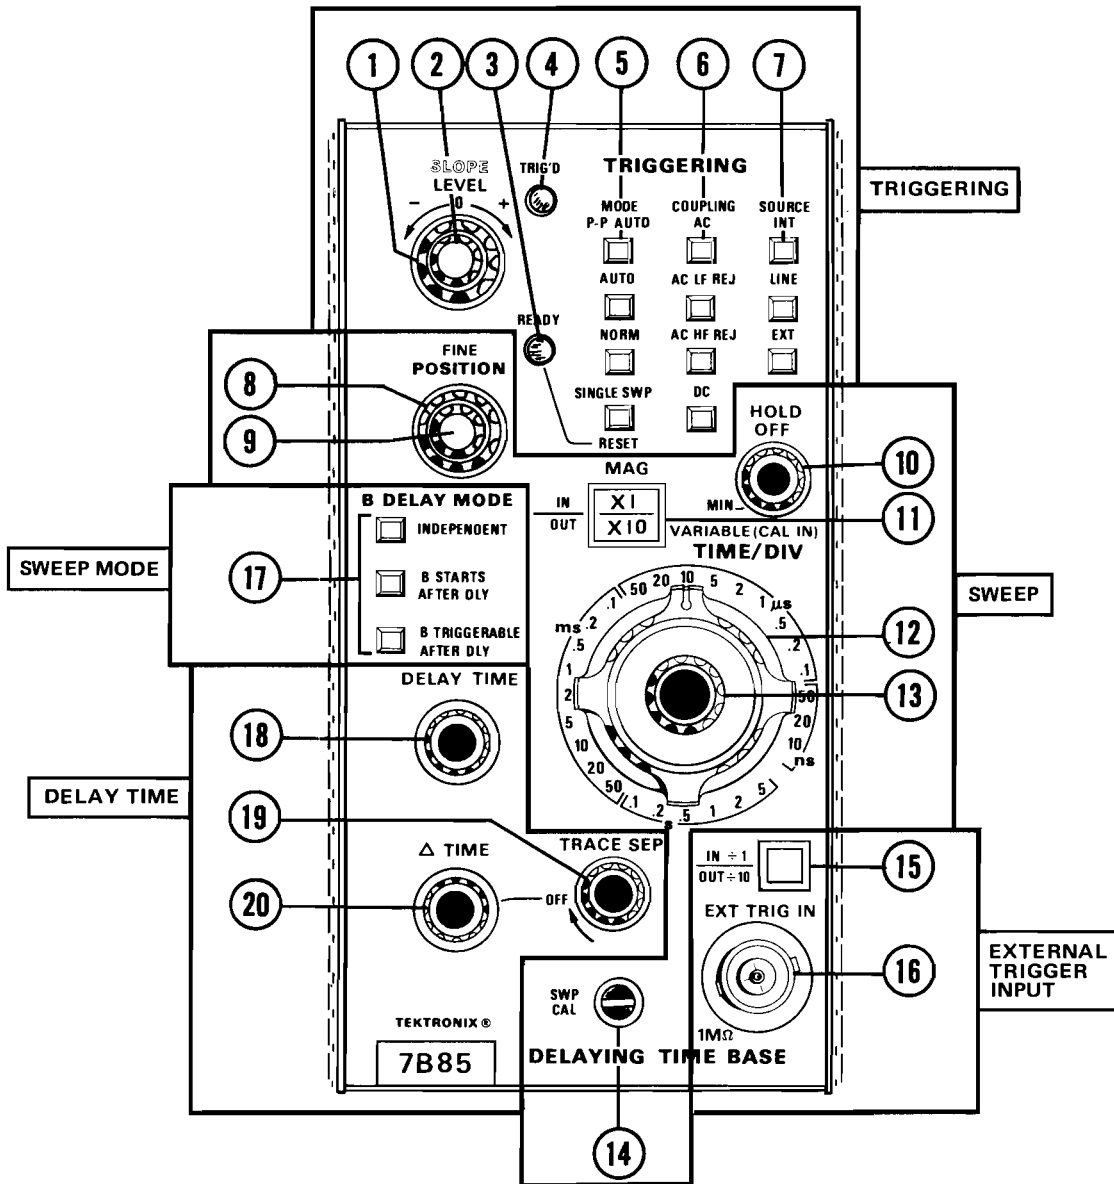 1
2
3
4
5
6
7
SLOPE
LEVEL
- 0 +
TRIG'D
TRIGGERING
TRIGGERING
MODE
P-P AUTO
AUTO
NORM
SINGLE SWP
RESET
COUPLING
AC
AC LF REJ
AC HF REJ
DC
SOURCE
INT
LINE
EXT
READY
8
9
FINE
POSITION
HOLD
OFF
MIN
10
MAG
IN
OUT
X1
X10
11
B DELAY MODE
INDEPENDENT
B STARTS
AFTER DLY
B TRIGGERABLE
AFTER DLY
SWEEP MODE
17
VARIABLE (CAL IN)
TIME/DIV
SWEEP
12
13
s .1 .2 .5 1 2 5
ms 50 20 10 5 2 1 .5 .2 .1
µs 50 20 10 5 2 1 .5 .2 .1
ns 50 20 10
DELAY TIME
18
DELAY TIME
19
20
Δ TIME
OFF
TRACE SEP
IN ÷ 1
OUT ÷ 10
15
EXT TRIG IN
16
1MΩ
EXTERNAL
TRIGGER
INPUT
SWP
CAL
14
TEKTRONIX ®
7B85
DELAYING TIME BASE